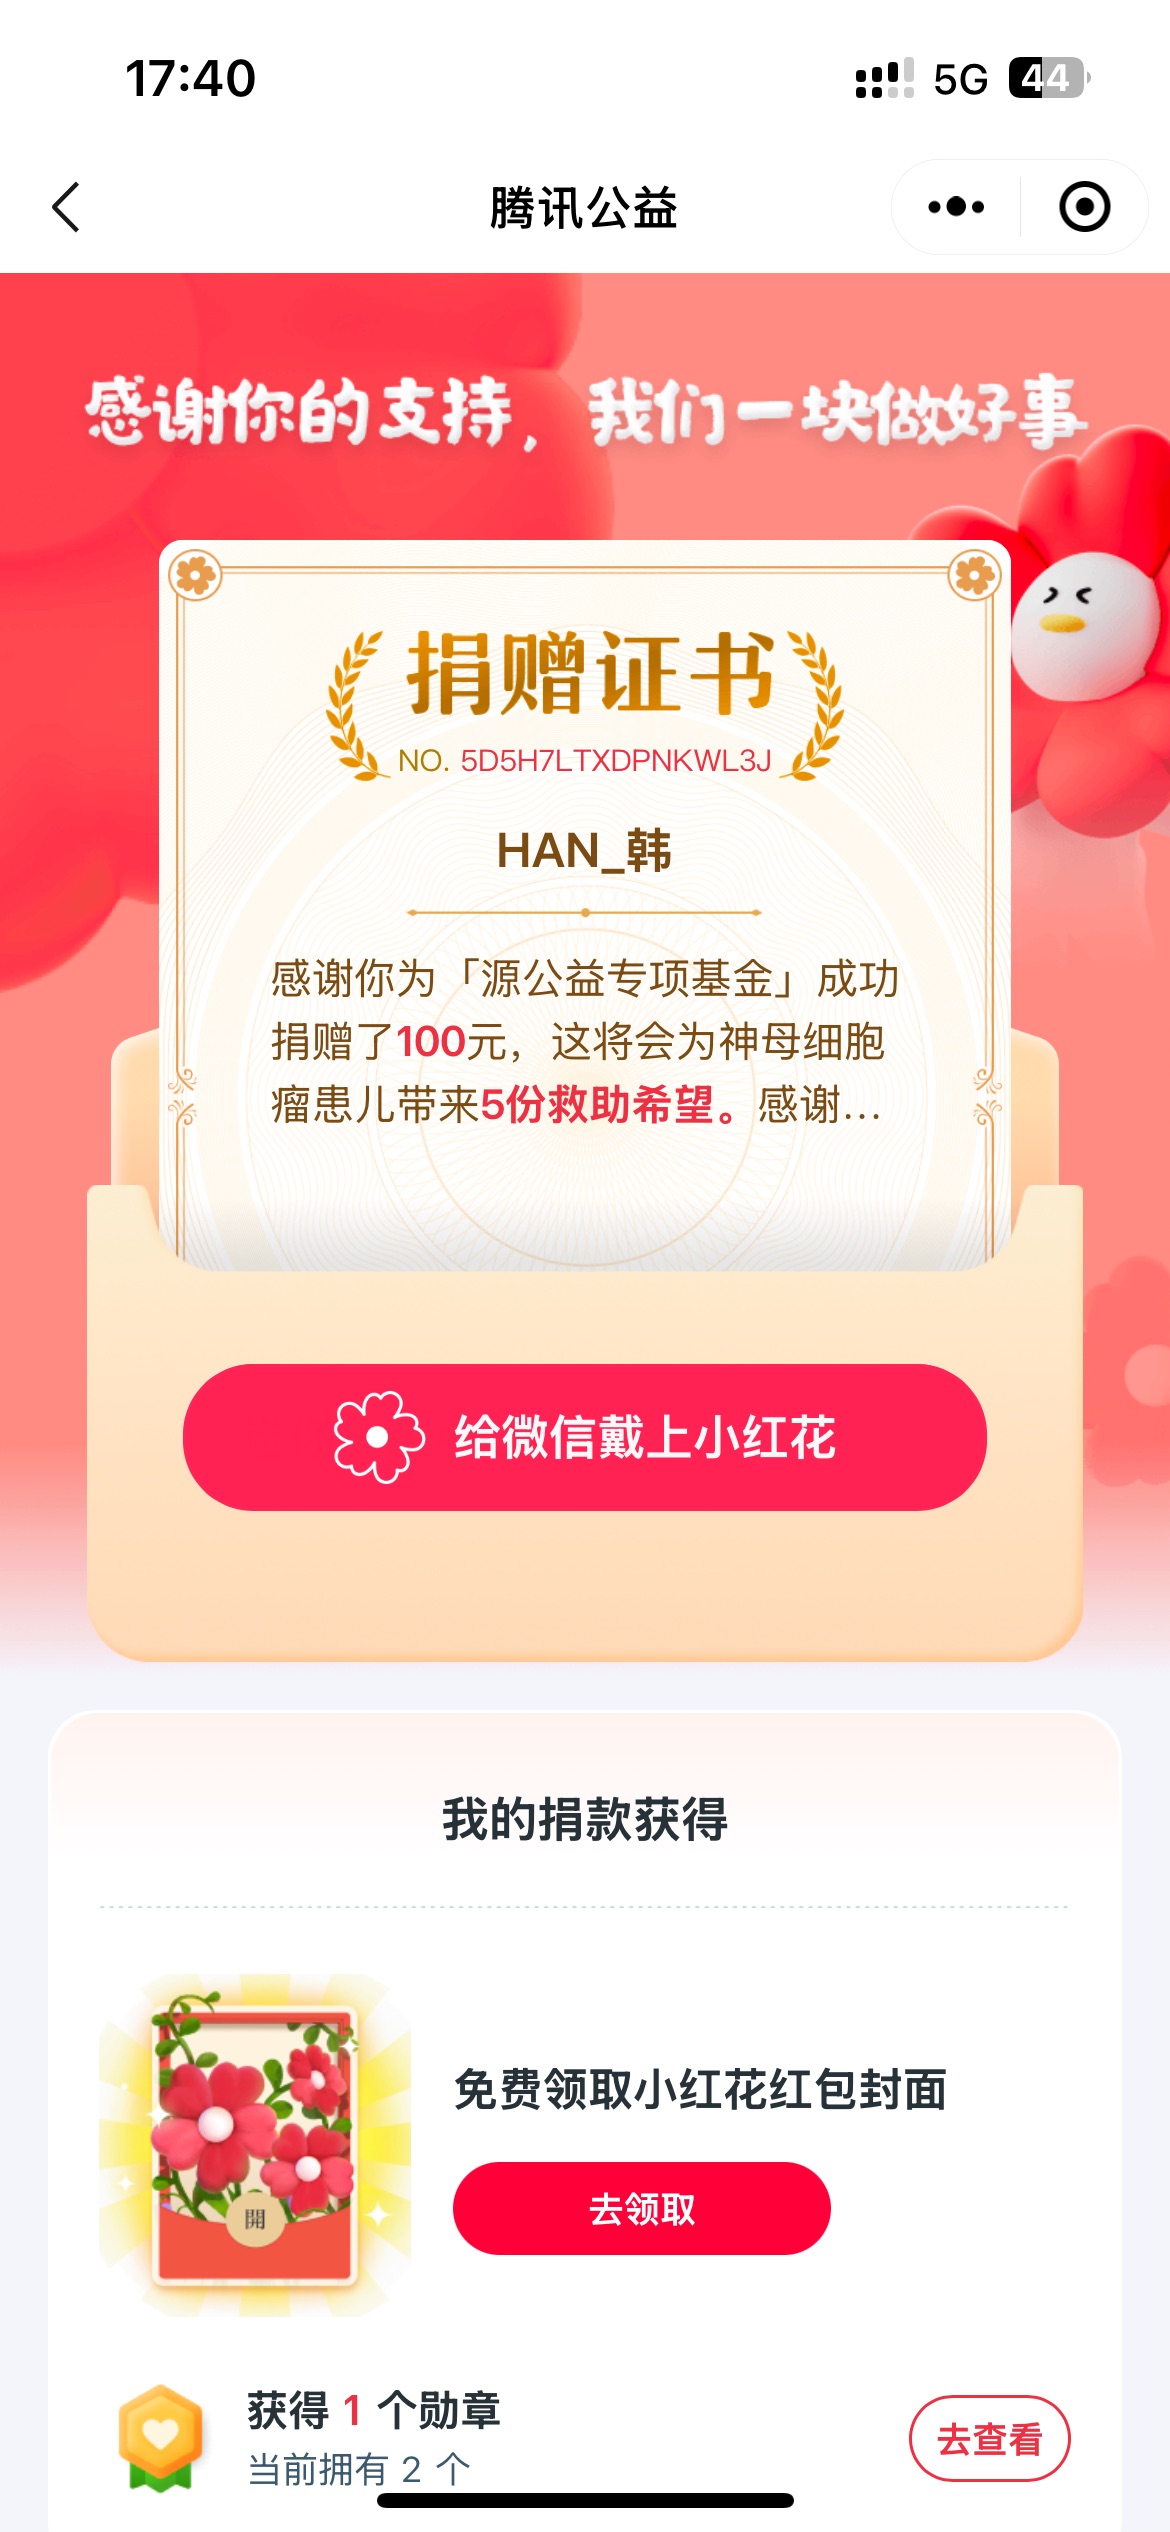 17:40
5G 44
腾讯公益
感谢你的支持，我们一块做好事
捐赠证书
NO. 5D5H7LTXDPNKWL3J
HAN_韩
感谢你为「源公益专项基金」成功
捐赠了100元，这将会为神母细胞
瘤患儿带来5份救助希望。感谢...
给微信戴上小红花
我的捐款获得
免费领取小红花红包封面
開
去领取
获得 1 个勋章
当前拥有 2 个
去查看